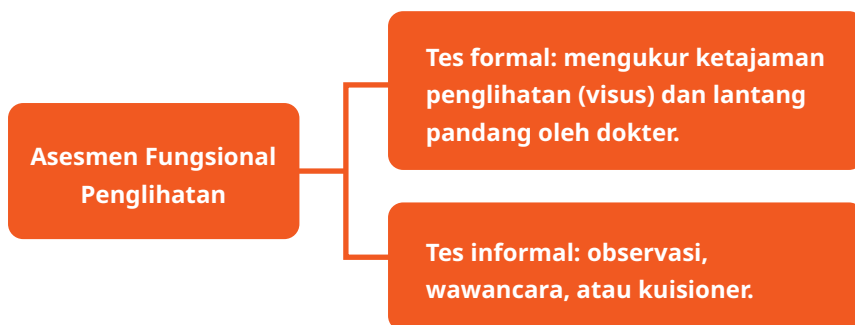 Asesmen Fungsional
Penglihatan
Tes formal: mengukur ketajaman
penglihatan (visus) dan lantang
pandang oleh dokter.
Tes informal: observasi,
wawancara, atau kuisioner.